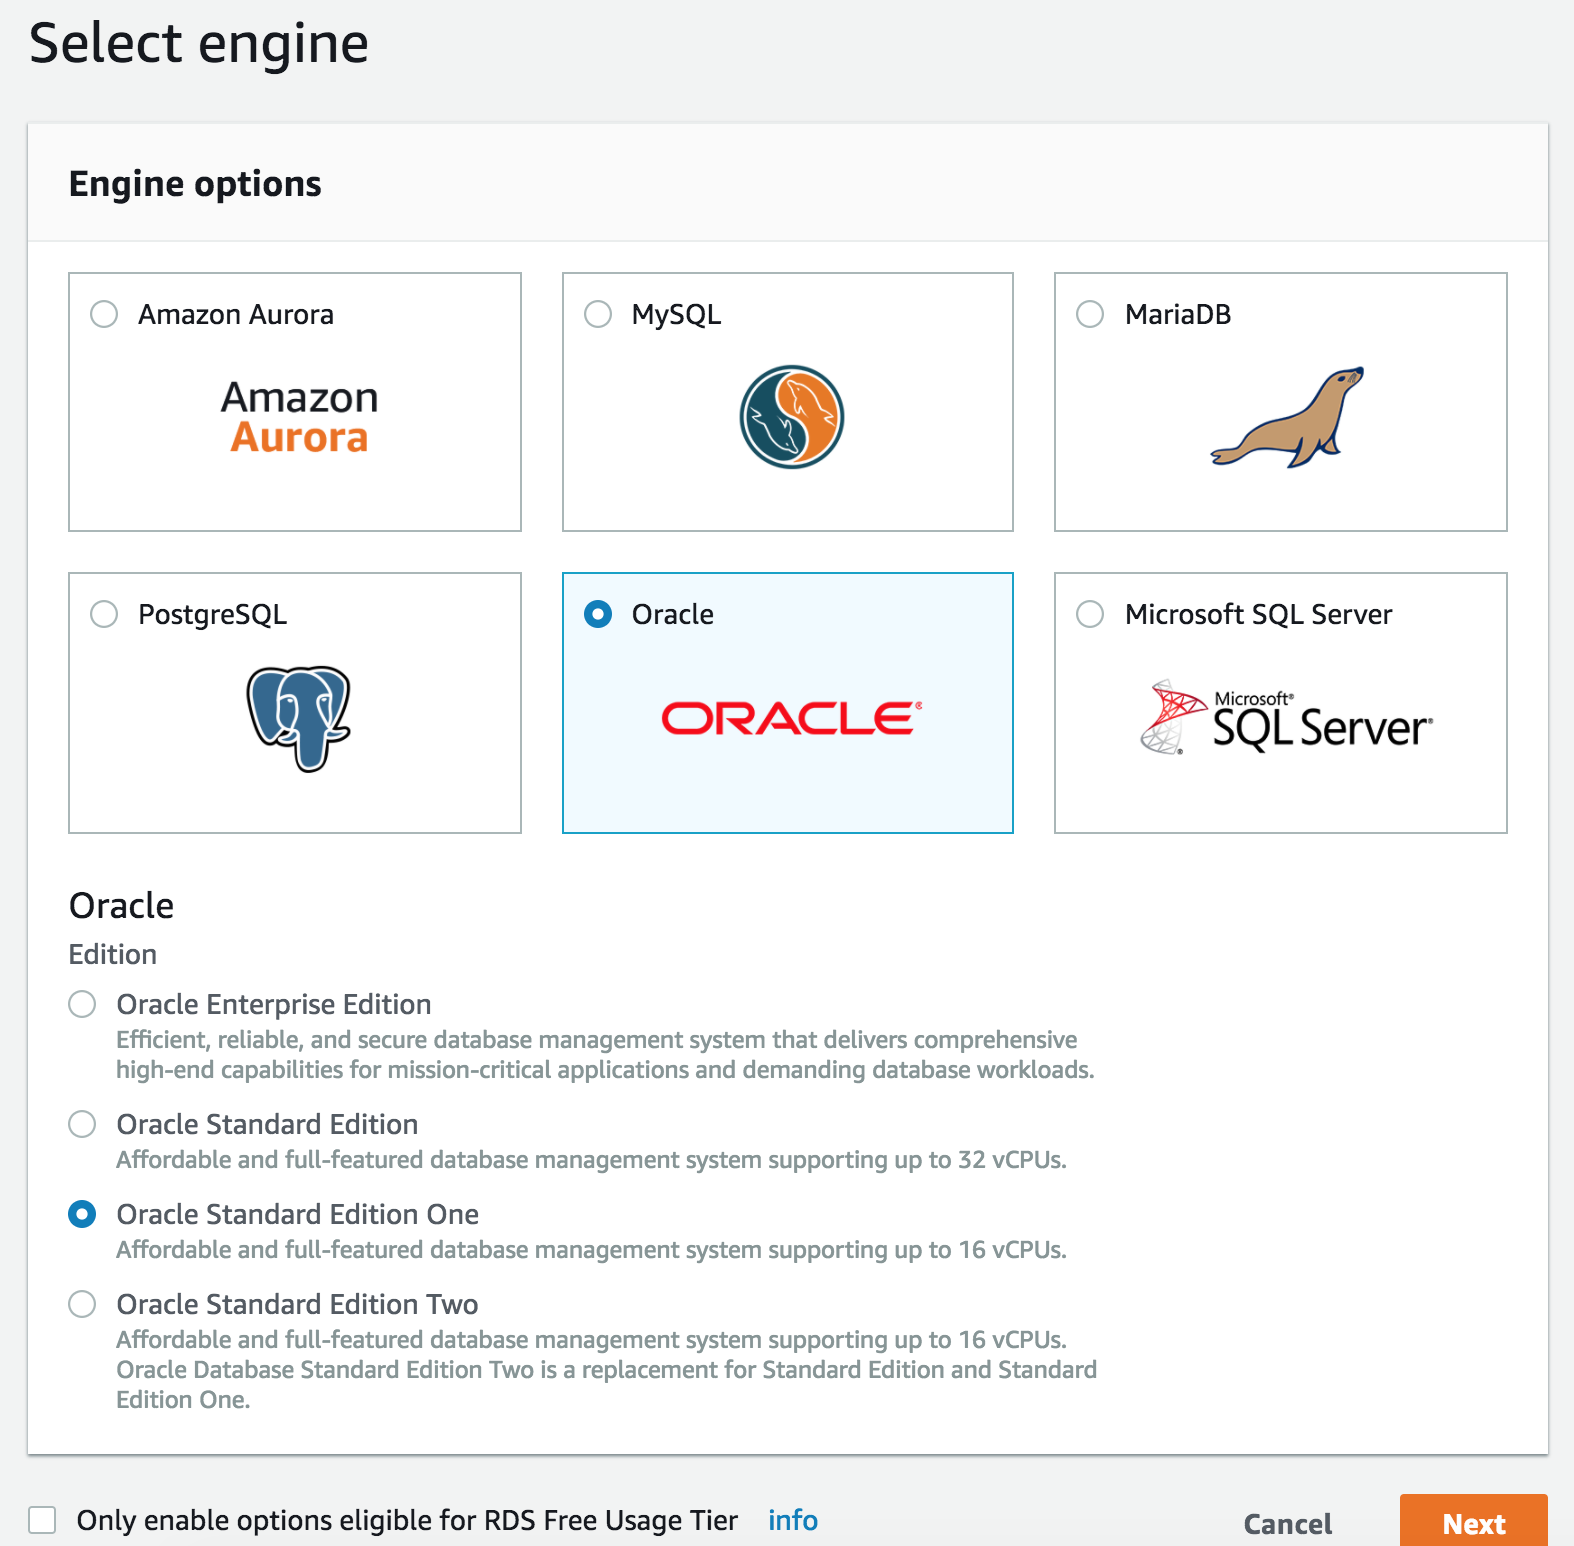 Select engine
Engine options
Amazon Aurora
Amazon
Aurora
MySQL
MariaDB
PostgreSQL
Oracle
ORACLE®
Microsoft SQL Server
Microsoft®
SQL Server®
Oracle
Edition
Oracle Enterprise Edition
Efficient, reliable, and secure database management system that delivers comprehensive
high-end capabilities for mission-critical applications and demanding database workloads.
Oracle Standard Edition
Affordable and full-featured database management system supporting up to 32 vCPUs.
Oracle Standard Edition One
Affordable and full-featured database management system supporting up to 16 vCPUs.
Oracle Standard Edition Two
Affordable and full-featured database management system supporting up to 16 vCPUs.
Oracle Database Standard Edition Two is a replacement for Standard Edition and Standard
Edition One.
Only enable options eligible for RDS Free Usage Tier info
Cancel
Next